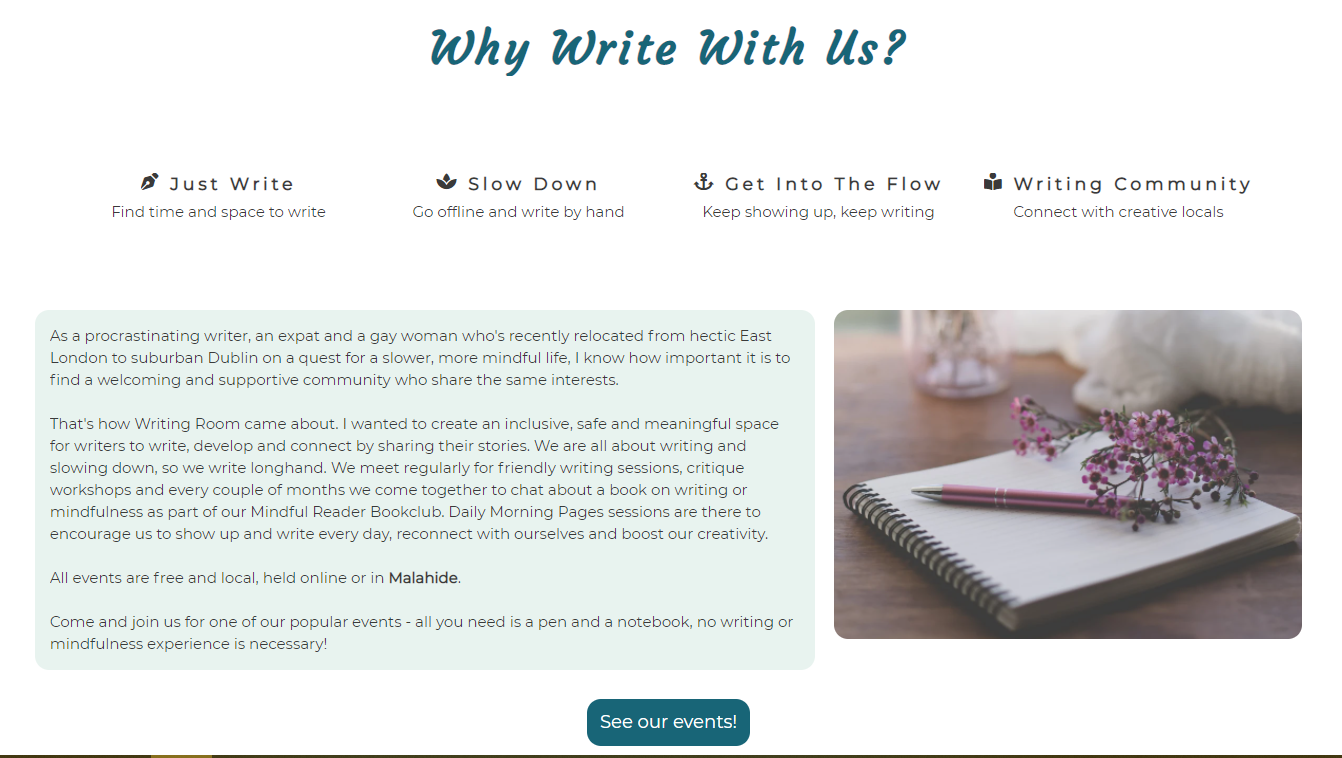 Why Write With Us?
Just Write
Find time and space to write
Slow Down
Go offline and write by hand
Get Into The Flow
Keep showing up, keep writing
Writing Community
Connect with creative locals
As a procrastinating writer, an expat and a gay woman who's recently relocated from hectic East
London to suburban Dublin on a quest for a slower, more mindful life, I know how important it is to
find a welcoming and supportive community who share the same interests.
That's how Writing Room came about. I wanted to create an inclusive, safe and meaningful space
for writers to write, develop and connect by sharing their stories. We are all about writing and
slowing down, so we write longhand. We meet regularly for friendly writing sessions, critique
workshops and every couple of months we come together to chat about a book on writing or
mindfulness as part of our Mindful Reader Bookclub. Daily Morning Pages sessions are there to
encourage us to show up and write every day, reconnect with ourselves and boost our creativity.
All events are free and local, held online or in Malahide.
Come and join us for one of our popular events - all you need is a pen and a notebook, no writing or
mindfulness experience is necessary!
See our events!